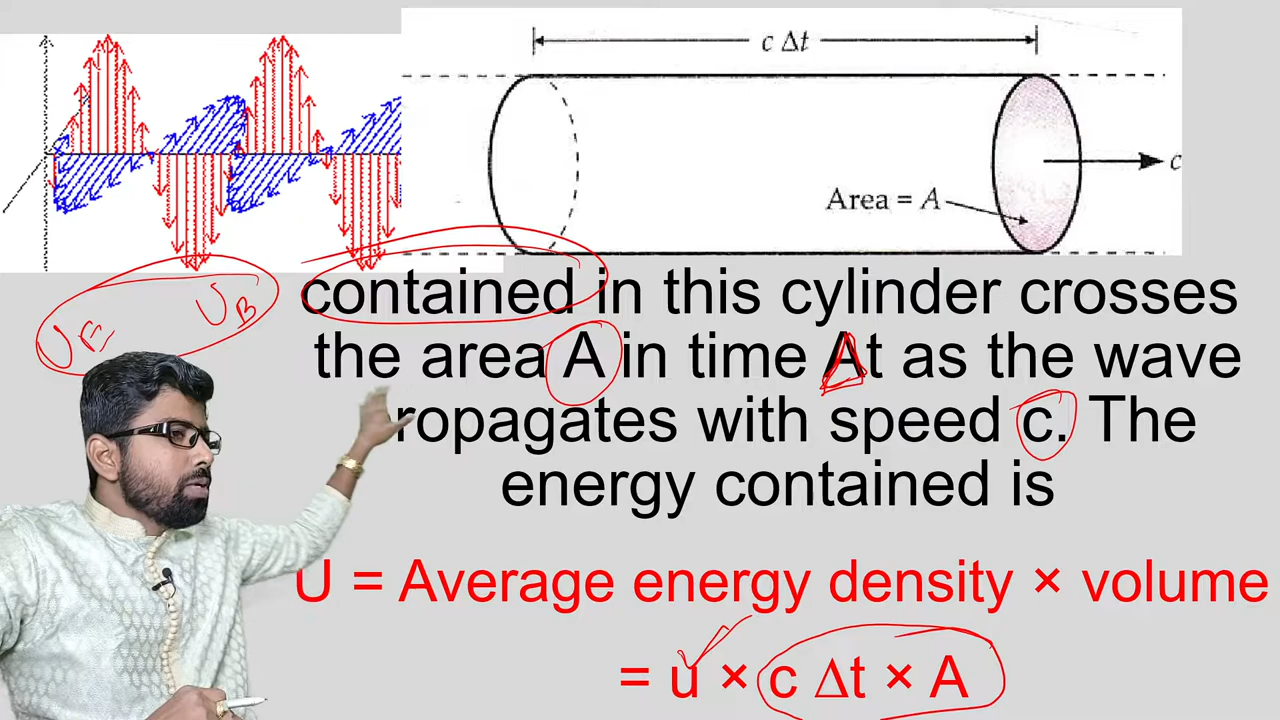 c Δt
c
Area = A
U_E U_B
contained in this cylinder crosses
the area A in time Δt as the wave
propagates with speed c. The
energy contained is
U = Average energy density × volume
= u × c Δt × A